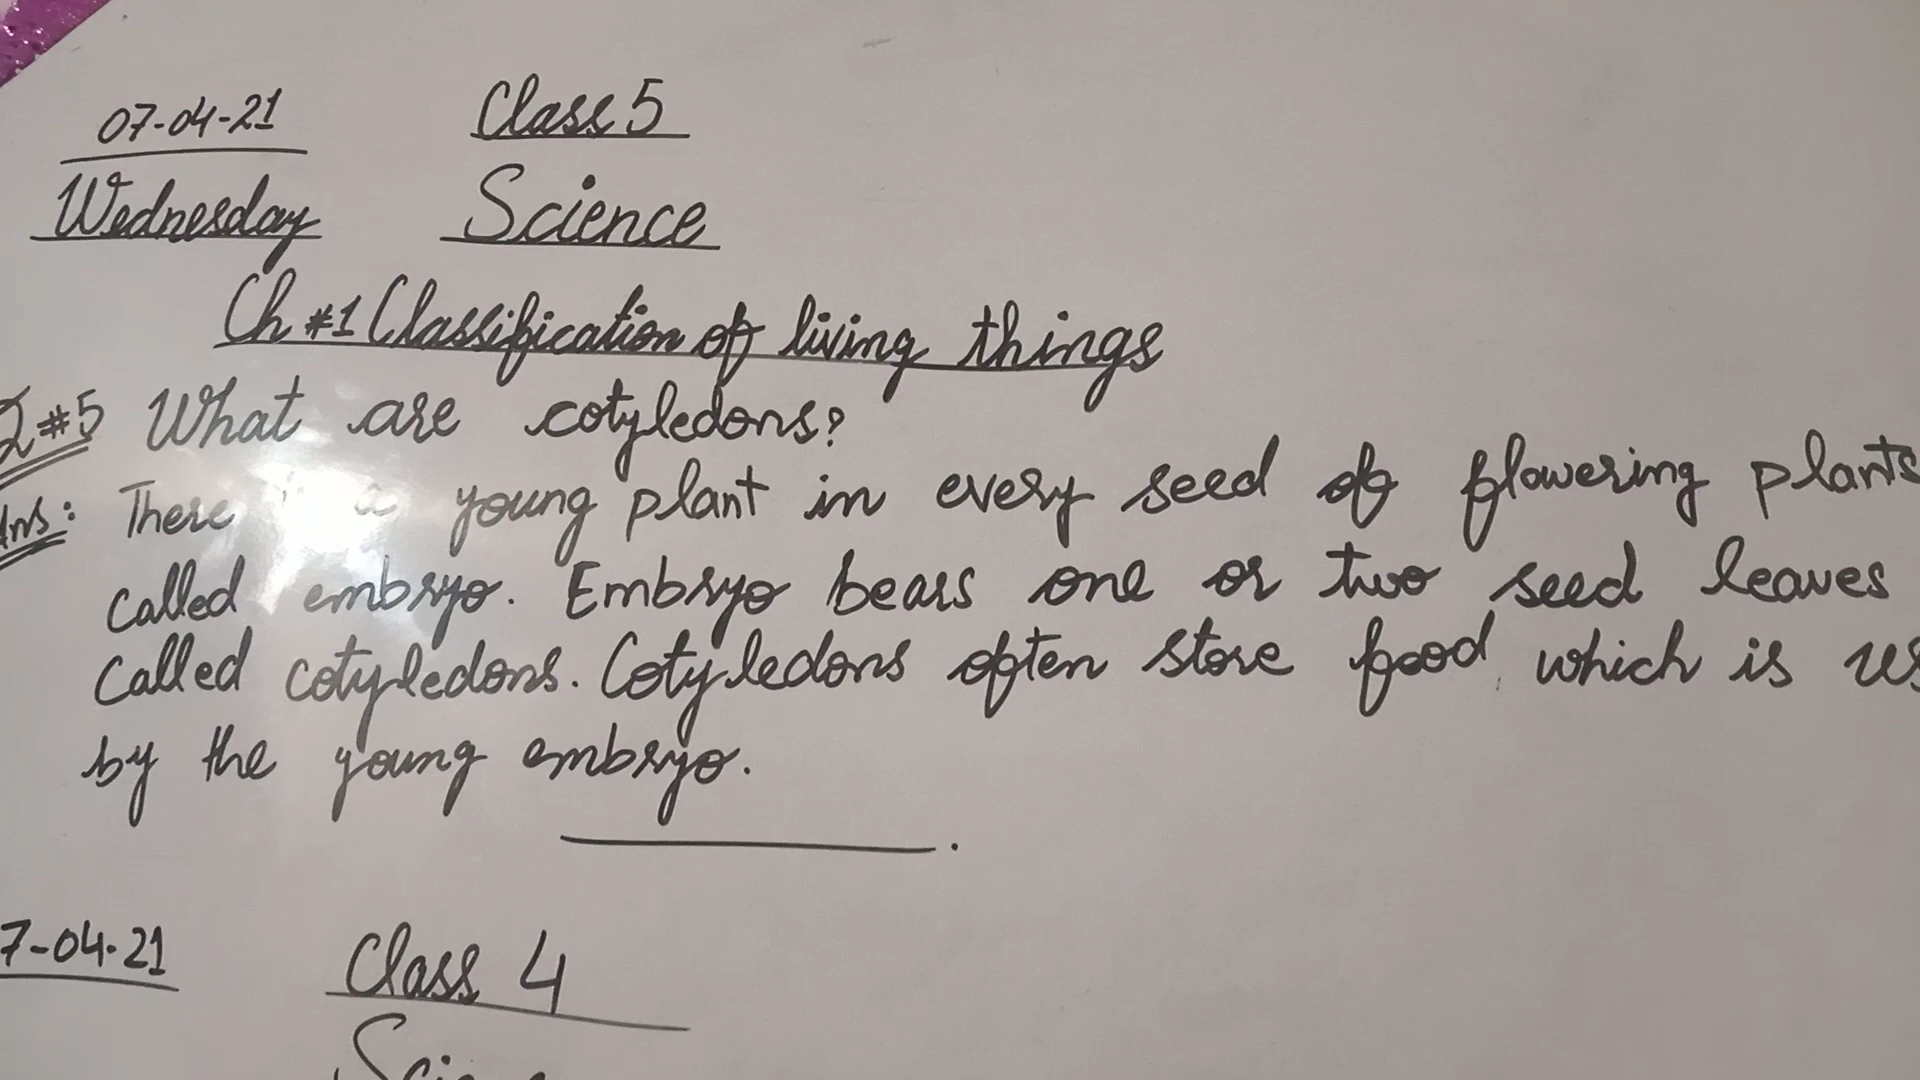 07-04-21 Class 5
Wednesday Science
Ch #1 Classification of living things
Q#5 What are cotyledons?
Ans: There a young plant in every seed of flowering plants
called embryo. Embryo bears one or two seed leaves
called cotyledons. Cotyledons often store food, which is us
by the young embryo.
7-04-21 Class 4